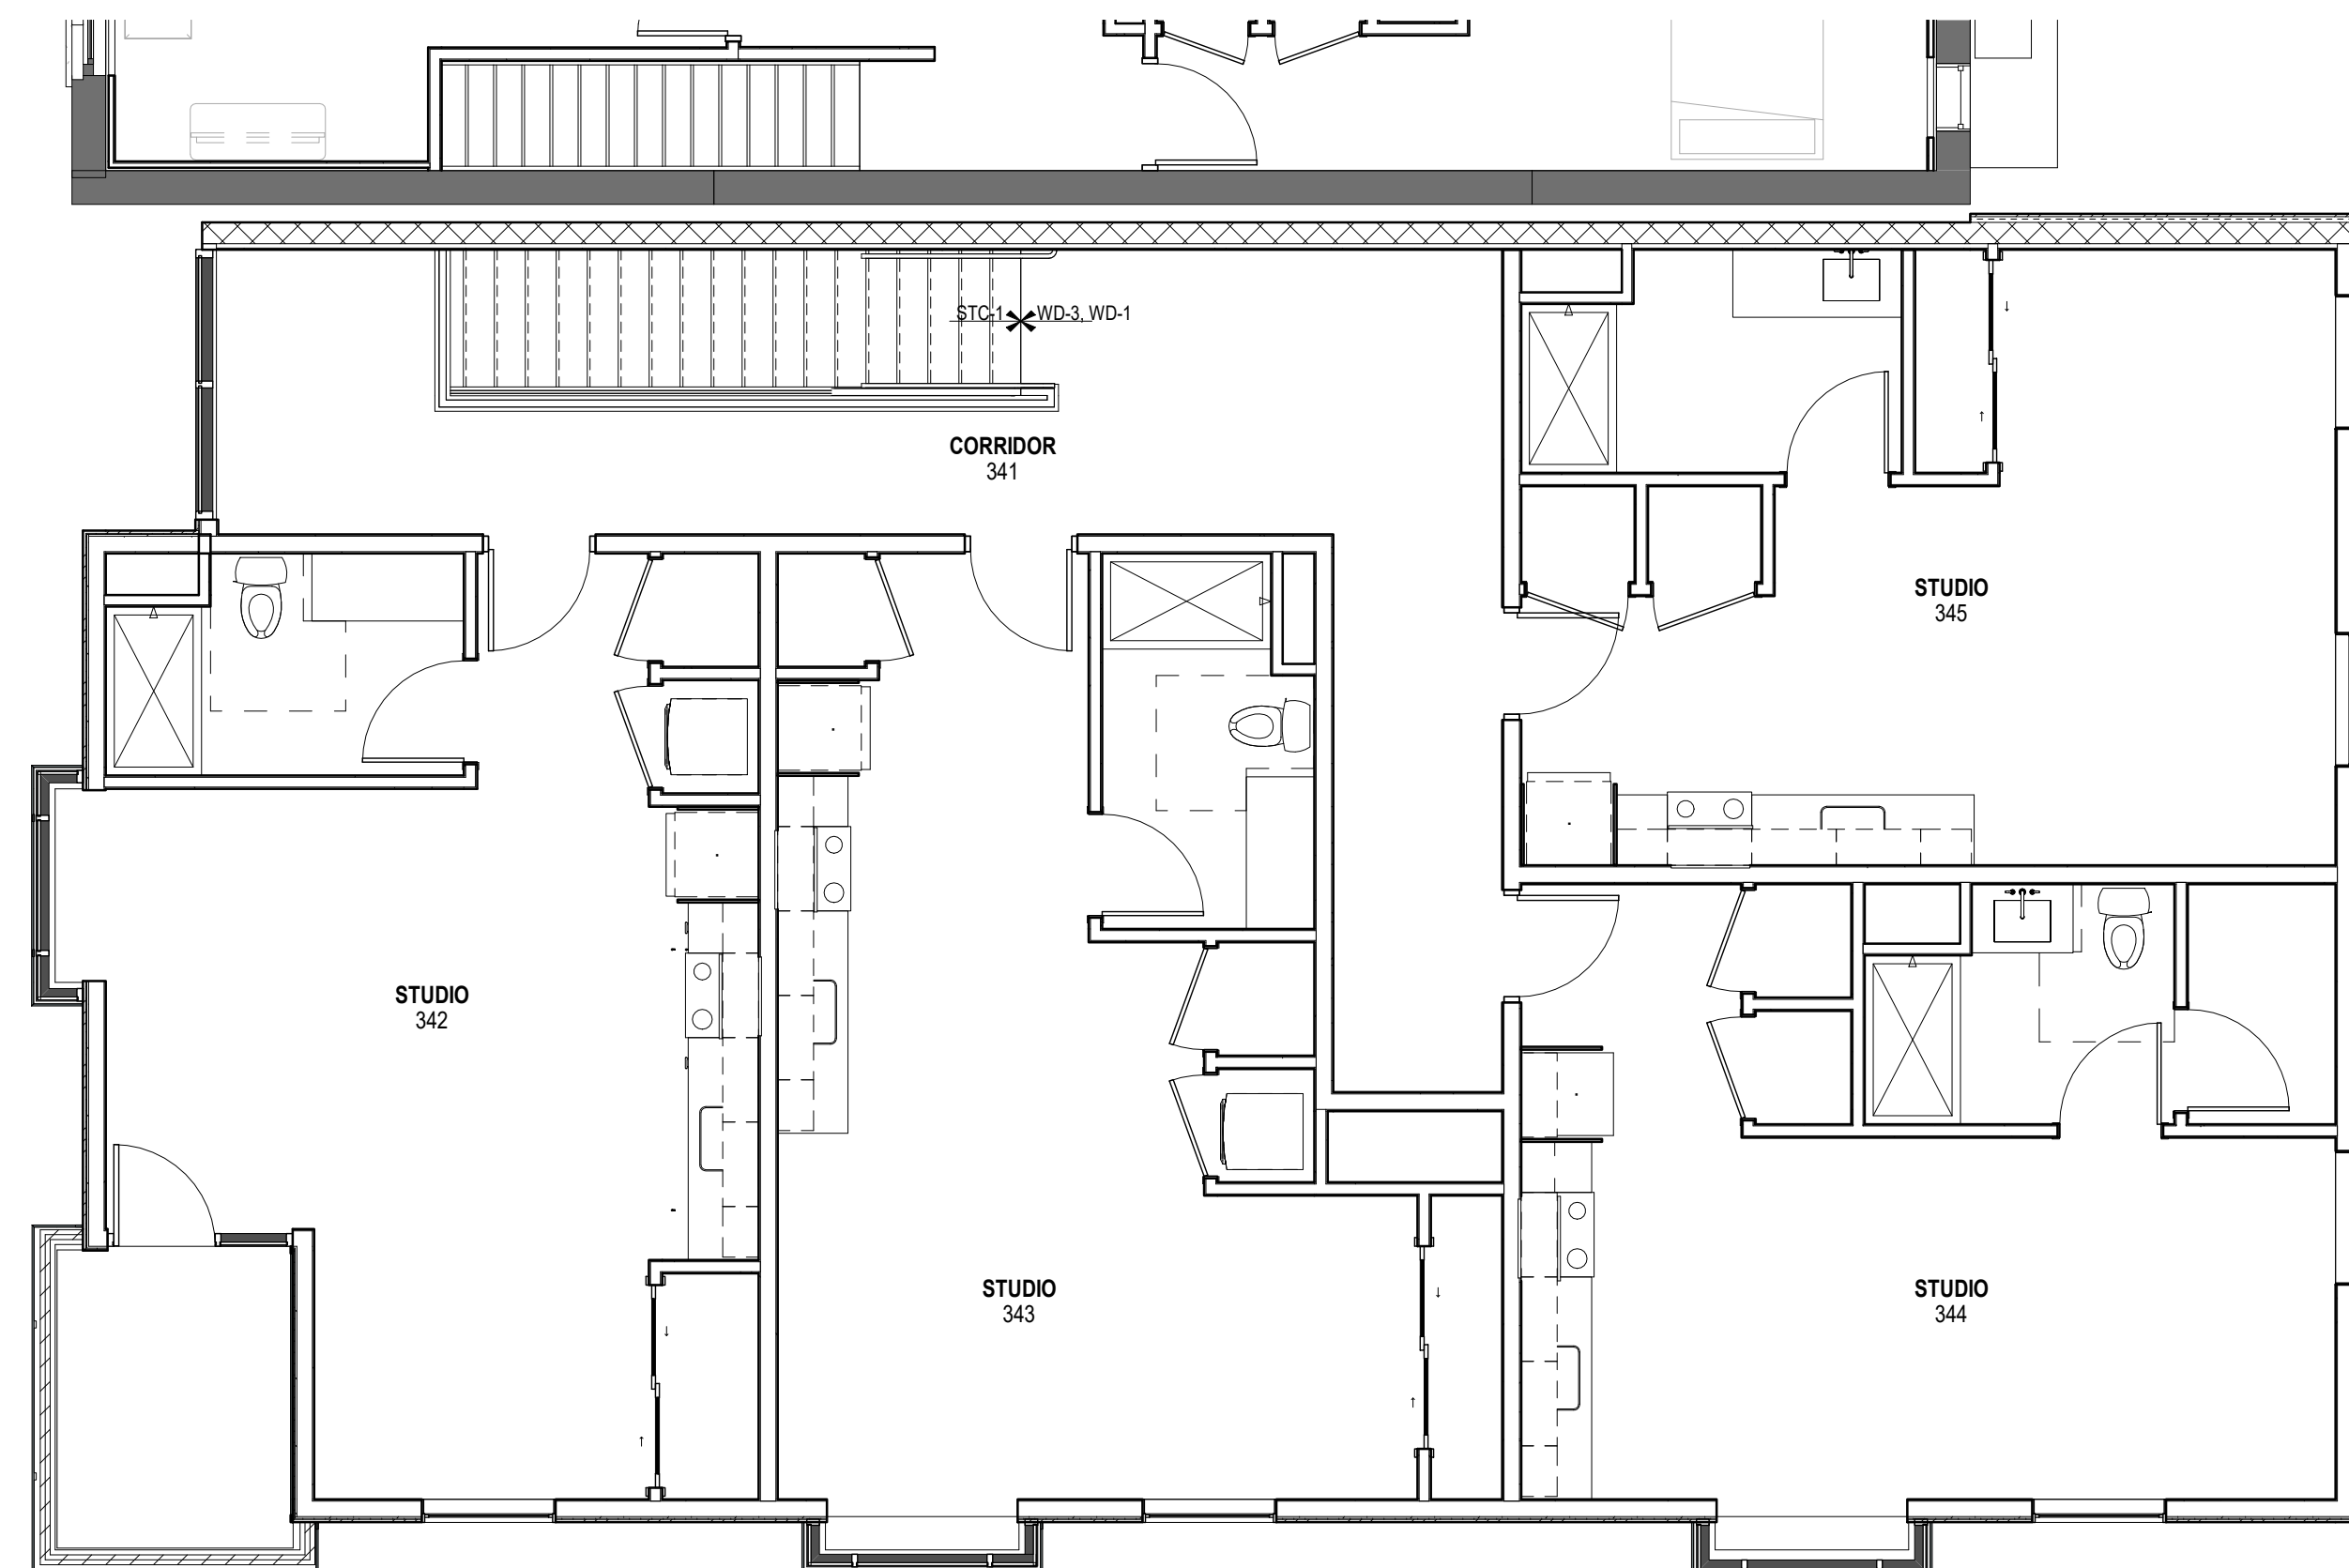 STC-1 WD-3, WD-1
CORRIDOR
341
STUDIO
345
STUDIO
342
STUDIO
343
STUDIO
344